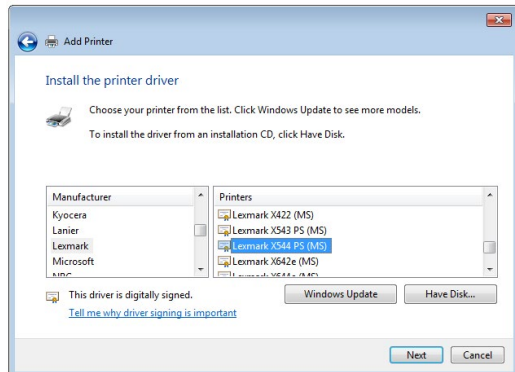 Add Printer
Install the printer driver
Choose your printer from the list. Click Windows Update to see more models.
To install the driver from an installation CD, click Have Disk.
Manufacturer
Kyocera
Lanier
Lexmark
Microsoft
Printers
Lexmark X422 (MS)
Lexmark X543 PS (MS)
Lexmark X544 PS (MS)
Lexmark X642e (MS)
This driver is digitally signed.
Tell me why driver signing is important
Windows Update
Have Disk...
Next
Cancel